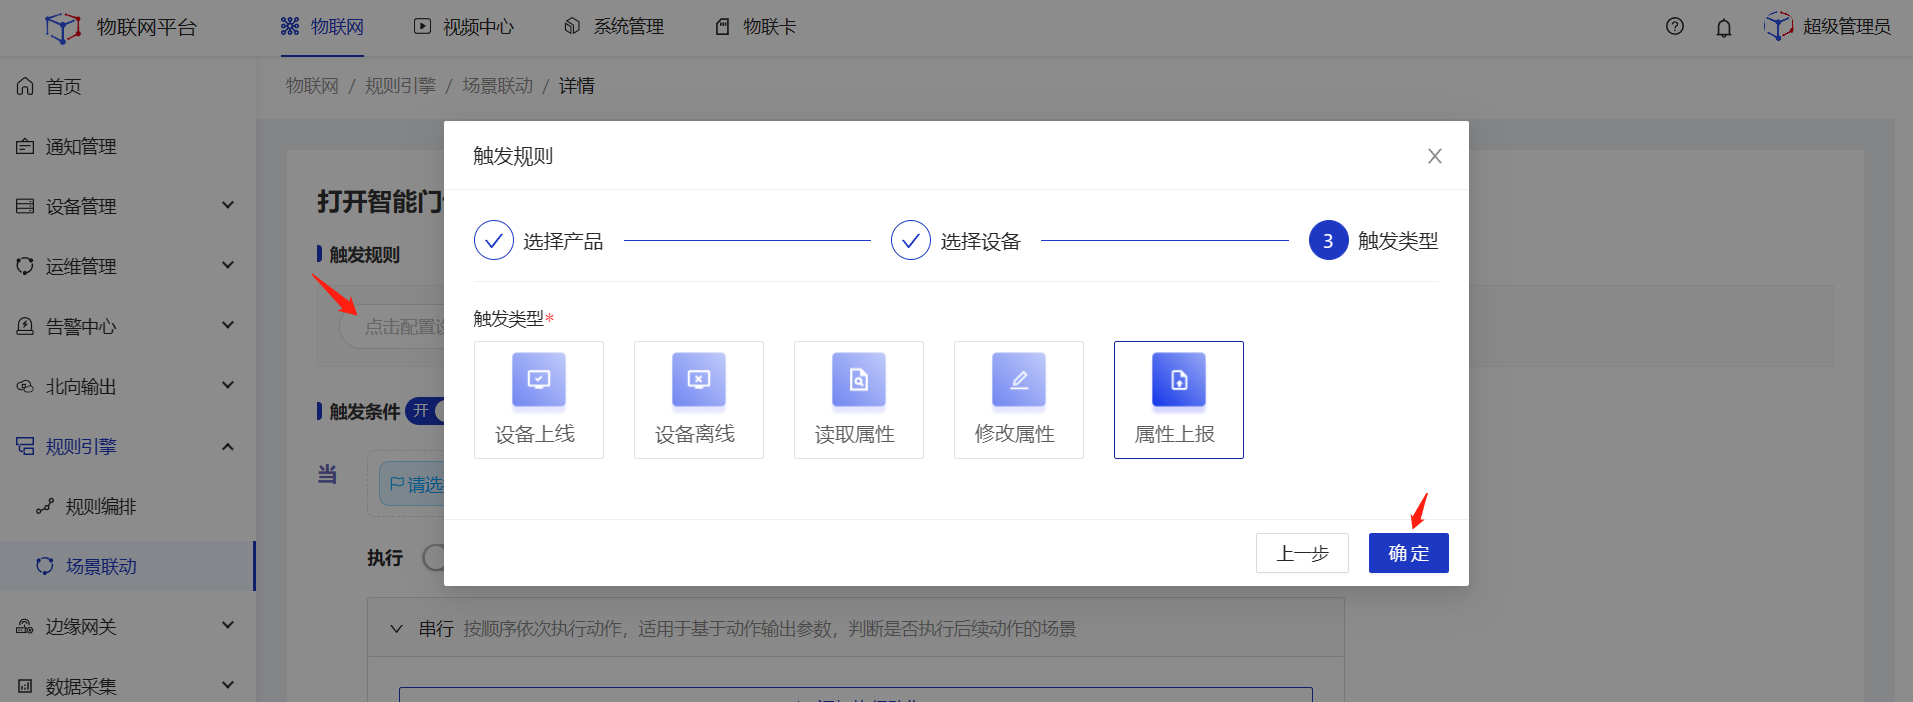 物联网平台
物联网
视频中心
系统管理
物联卡
超级管理员
首页
通知管理
设备管理
运维管理
告警中心
北向输出
规则引擎
规则编排
场景联动
边缘网关
数据采集
物联网 / 规则引擎 / 场景联动 / 详情
打开智能门
触发规则
点击配置
触发条件 开
当
请选
执行
串行 按顺序依次执行动作，适用于基于动作输出参数，判断是否执行后续动作的场景
触发规则
选择产品
选择设备
3 触发类型
触发类型*
设备上线
设备离线
读取属性
修改属性
属性上报
上一步
确定